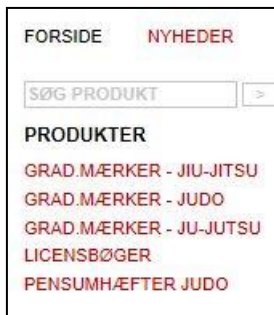 FORSIDE NYHEDER
SØG PRODUKT >
PRODUKTER
GRAD.MÆRKER - JIU-JITSU
GRAD.MÆRKER - JUDO
GRAD.MÆRKER - JU-JUTSU
LICENSBØGER
PENSUMHÆFTER JUDO